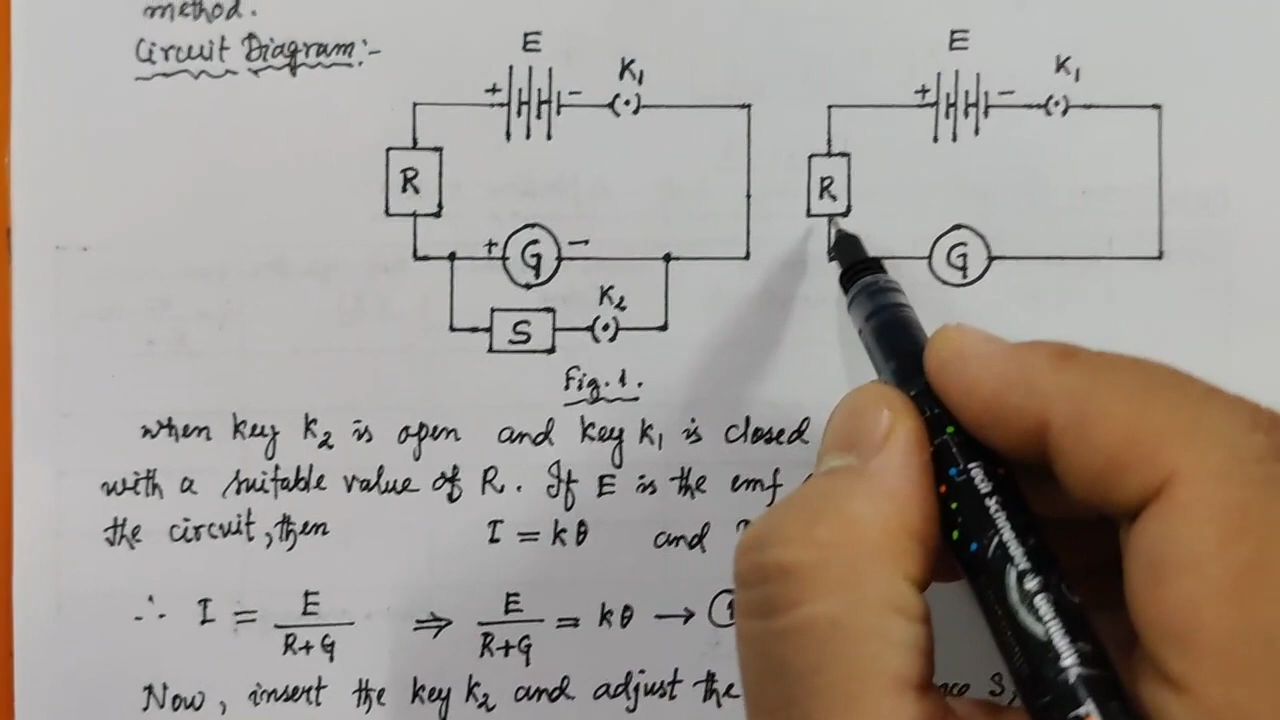 method.
Circuit Diagram:-
E
K₁
+ -
R
+ G -
S
K₂
E
K₁
+ -
R
G
Fig. 1.
when key K₂ is open and key K₁ is closed
with a suitable value of R. If E is the emf
the circuit, then I = kθ and
∴ I = E/(R+G) ⇒ E/(R+G) = kθ → ①
Now, insert the key K₂ and adjust the S,